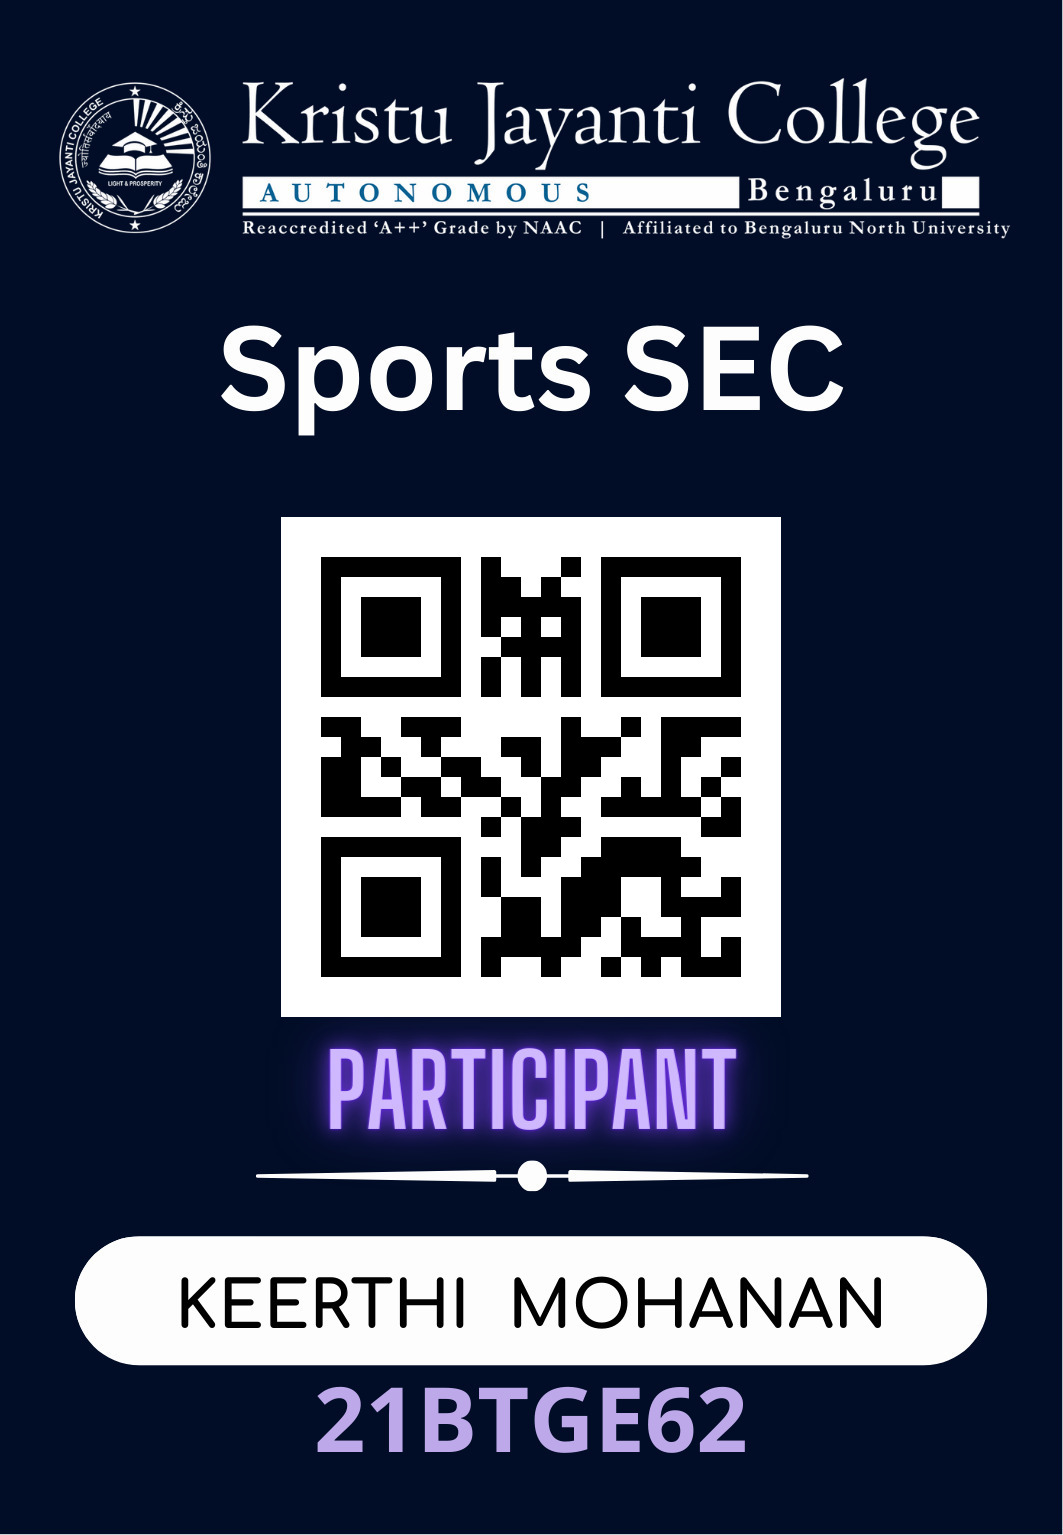 KRISTU JAYANTI COLLEGE
LIGHT & PROSPERITY
Kristu Jayanti College
AUTONOMOUS Bengaluru
Reaccredited ‘A++’ Grade by NAAC | Affiliated to Bengaluru North University
Sports SEC
PARTICIPANT
KEERTHI MOHANAN
21BTGE62